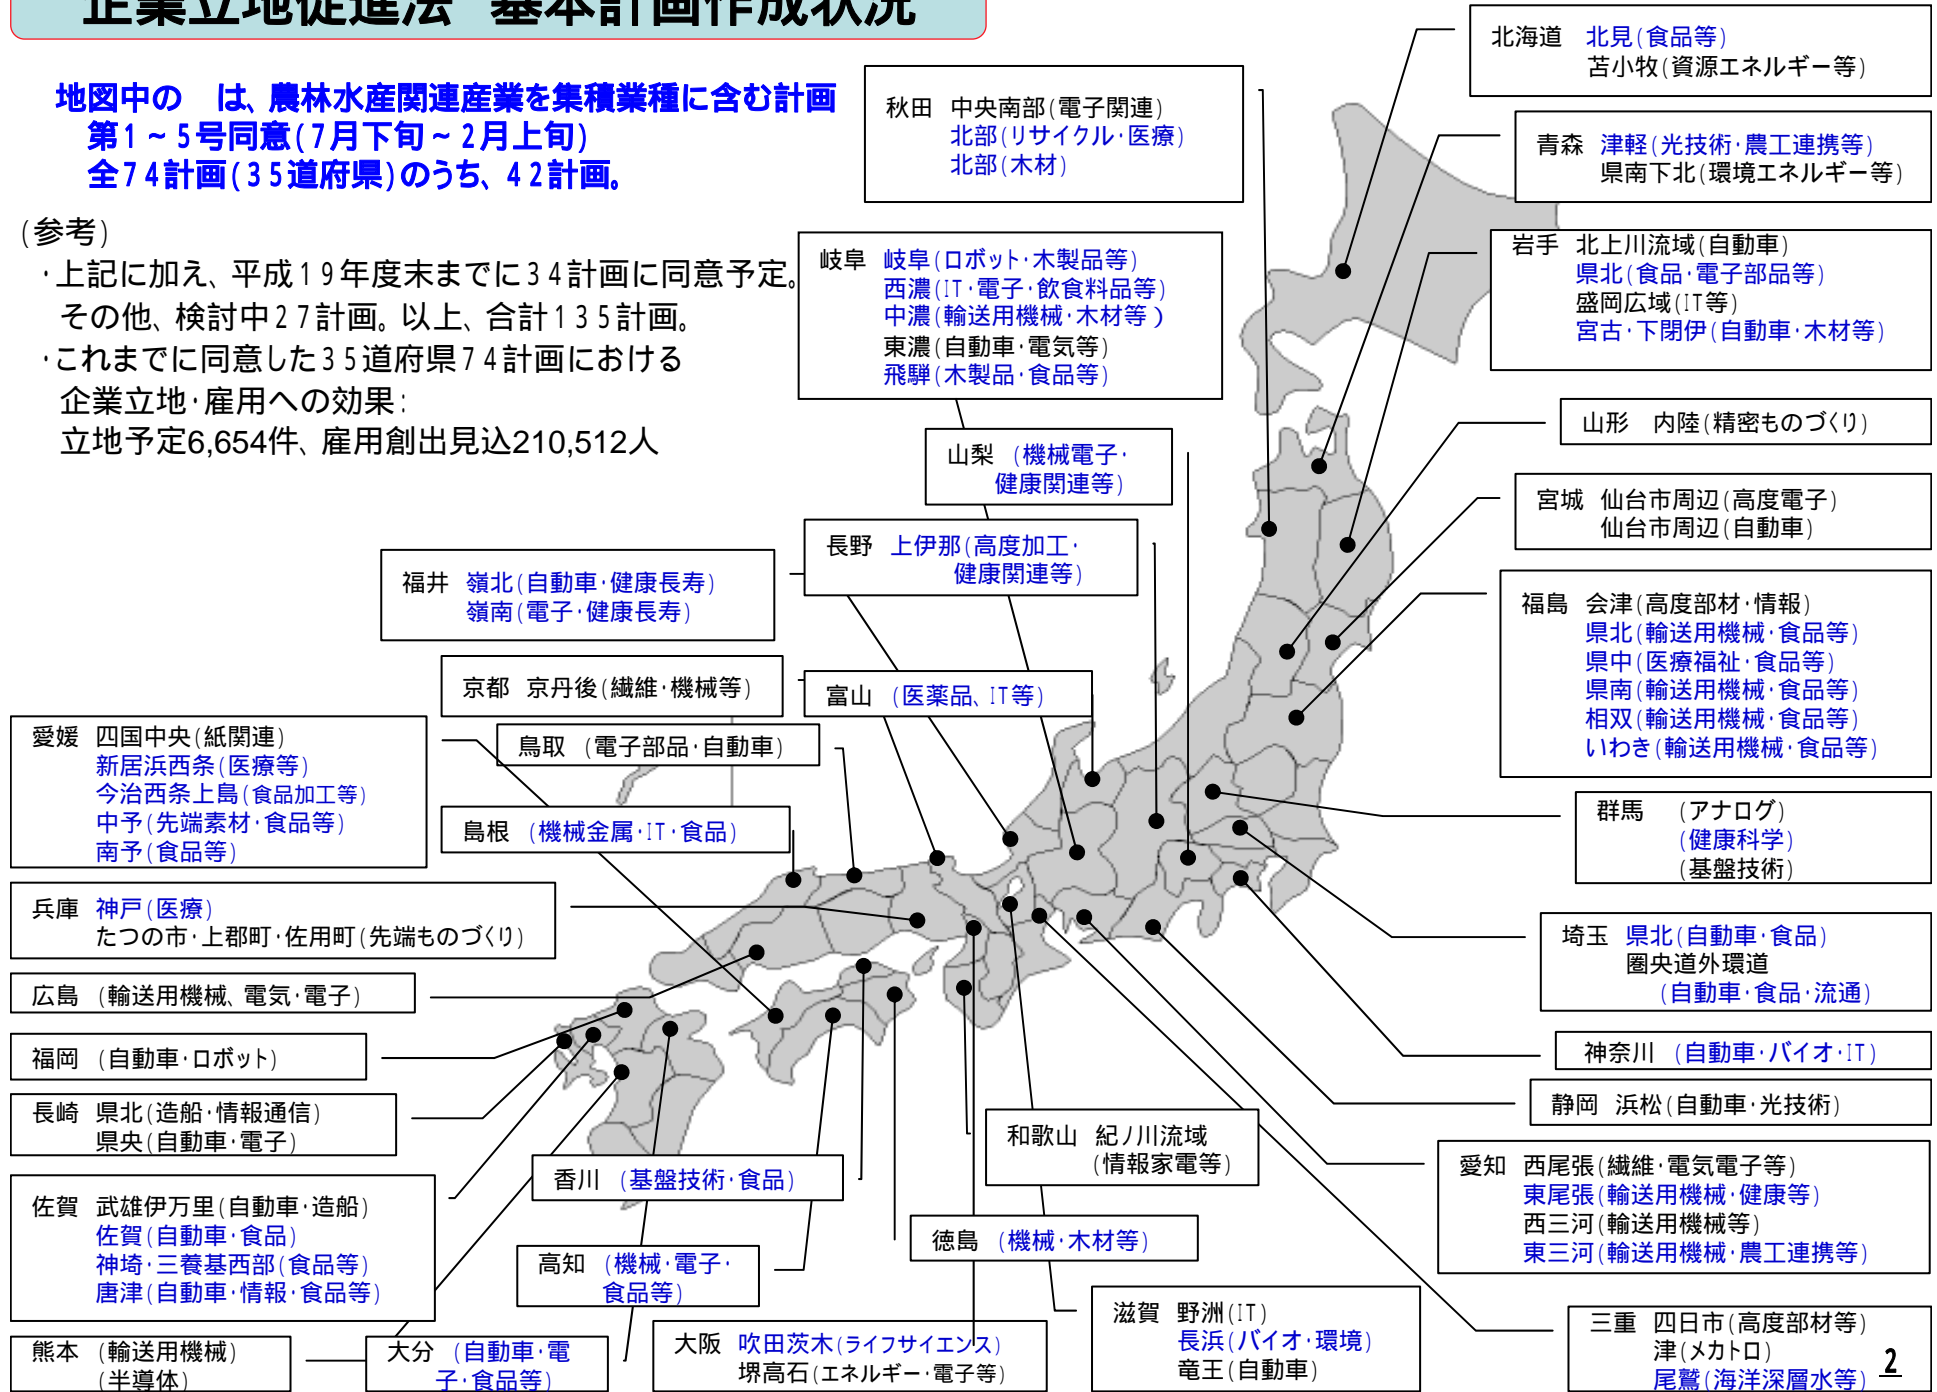 企業立地促進法 基本計画作成状況
地図中の　は、農林水産関連産業を集積業種に含む計画
第1～5号同意(7月下旬～2月上旬)
全74計画(35道府県)のうち、42計画。
(参考)
・上記に加え、平成19年度末までに34計画に同意予定。
その他、検討中27計画。以上、合計135計画。
・これまでに同意した35道府県74計画における
企業立地・雇用への効果:
立地予定6,654件、雇用創出見込210,512人
北海道 北見(食品等)
苫小牧(資源エネルギー等)
秋田 中央南部(電子関連)
北部(リサイクル・医療)
北部(木材)
青森 津軽(光技術・農工連携等)
県南下北(環境エネルギー等)
岩手 北上川流域(自動車)
県北(食品・電子部品等)
盛岡広域(IT等)
宮古・下閉伊(自動車・木材等)
岐阜 岐阜(ロボット・木製品等)
西濃(IT・電子・飲食料品等)
中濃(輸送用機械・木材等)
東濃(自動車・電気等)
飛騨(木製品・食品等)
山形 内陸(精密ものづくり)
山梨 (機械電子・
健康関連等)
宮城 仙台市周辺(高度電子)
仙台市周辺(自動車)
長野 上伊那(高度加工・
健康関連等)
福井 嶺北(自動車・健康長寿)
嶺南(電子・健康長寿)
福島 会津(高度部材・情報)
県北(輸送用機械・食品等)
県中(医療福祉・食品等)
県南(輸送用機械・食品等)
相双(輸送用機械・食品等)
いわき(輸送用機械・食品等)
京都 京丹後(繊維・機械等)
富山 (医薬品、IT等)
鳥取 (電子部品・自動車)
愛媛 四国中央(紙関連)
新居浜西条(医療等)
今治西条上島(食品加工等)
中予(先端素材・食品等)
南予(食品等)
島根 (機械金属・IT・食品)
群馬 (アナログ)
(健康科学)
(基盤技術)
兵庫 神戸(医療)
たつの市・上郡町・佐用町(先端ものづくり)
埼玉 県北(自動車・食品)
圏央道外環道
(自動車・食品・流通)
広島 (輸送用機械、電気・電子)
福岡 (自動車・ロボット)
神奈川 (自動車・バイオ・IT)
静岡 浜松(自動車・光技術)
長崎 県北(造船・情報通信)
県央(自動車・電子)
和歌山 紀ノ川流域
(情報家電等)
愛知 西尾張(繊維・電気電子等)
東尾張(輸送用機械・健康等)
西三河(輸送用機械等)
東三河(輸送用機械・農工連携等)
香川 (基盤技術・食品)
佐賀 武雄伊万里(自動車・造船)
佐賀(自動車・食品)
神埼・三養基西部(食品等)
唐津(自動車・情報・食品等)
徳島 (機械・木材等)
高知 (機械・電子・
食品等)
滋賀 野洲(IT)
長浜(バイオ・環境)
竜王(自動車)
三重 四日市(高度部材等)
津(メカトロ)
尾鷲(海洋深層水等)
熊本 (輸送用機械)
(半導体)
大分 (自動車・電
子・食品等)
大阪 吹田茨木(ライフサイエンス)
堺高石(エネルギー・電子等)
2